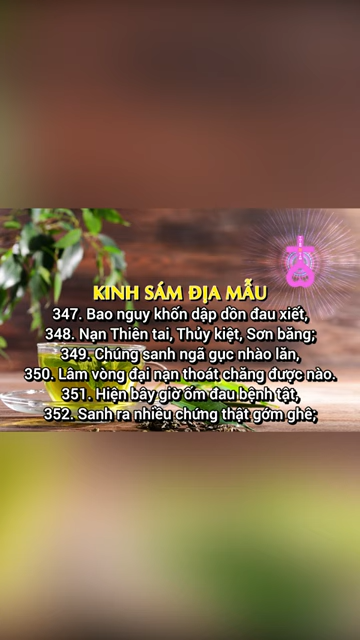 KINH SÁM ĐỊA MẪU
347. Bao nguy khốn dập dồn đau xiết,
348. Nạn Thiên tai, Thủy kiệt, Sơn băng;
349. Chúng sanh ngã gục nhào lăn,
350. Lâm vòng đại nạn thoát chăng được nào.
351. Hiện bây giờ ốm đau bệnh tật,
352. Sanh ra nhiều chứng thật gớm ghê;